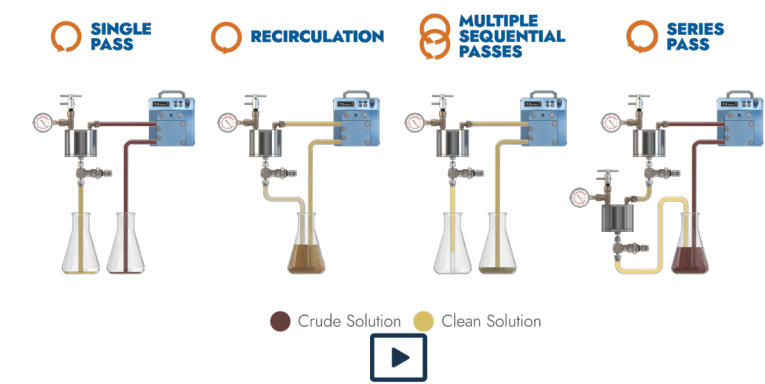 SINGLE
PASS
RECIRCULATION
MULTIPLE
SEQUENTIAL
PASSES
SERIES
PASS
Crude Solution
Clean Solution